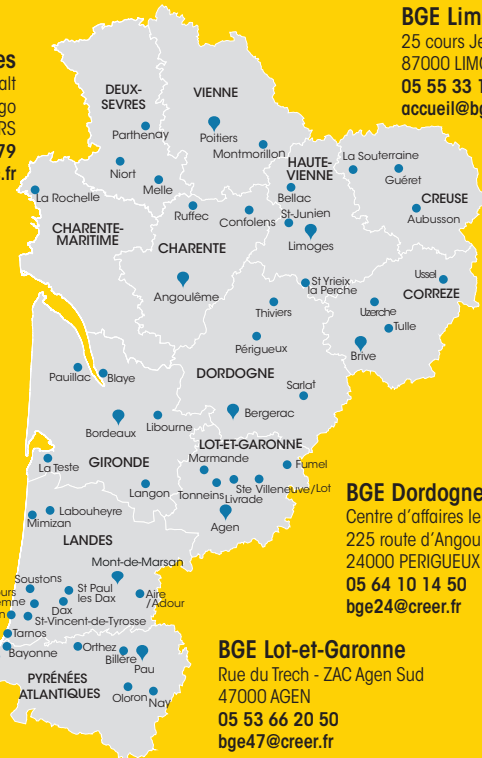 BGE Lim
25 cours Je
87000 LIMO
05 55 33 1
accueil@bg
es
alt
go
RS
79
.fr
DEUX-
SEVRES
VIENNE
Parthenay
Poitiers
Montmorillon
Niort
Melle
HAUTE-
VIENNE
La Souterraine
Guéret
La Rochelle
Bellac
CREUSE
Ruffec
Confolens
St-Junien
Aubusson
CHARENTE-
MARITIME
CHARENTE
Limoges
Angoulême
St Yrieix
la Perche
Ussel
CORREZE
Thiviers
Uzerche
Tulle
Périgueux
Brive
Pauillac
Blaye
DORDOGNE
Sarlat
Bordeaux
Libourne
Bergerac
LOT-ET-GARONNE
La Teste
GIRONDE
Marmande
Fumel
Langon
Tonneins
Ste Villeneuve/Lot
Livrade
Labouheyre
Mimizan
Agen
LANDES
Mont-de-Marsan
Soustons
St Paul
les Dax
Aire
/Adour
urs
mne
Dax
n
St-Vincent-de-Tyrosse
Tarnos
Bayonne
Orthez
Billère
Pau
PYRÉNÉES
ATLANTIQUES
Oloron
Nay
BGE Dordogne
Centre d'affaires le
225 route d'Angou
24000 PERIGUEUX
05 64 10 14 50
bge24@creer.fr
BGE Lot-et-Garonne
Rue du Trech - ZAC Agen Sud
47000 AGEN
05 53 66 20 50
bge47@creer.fr